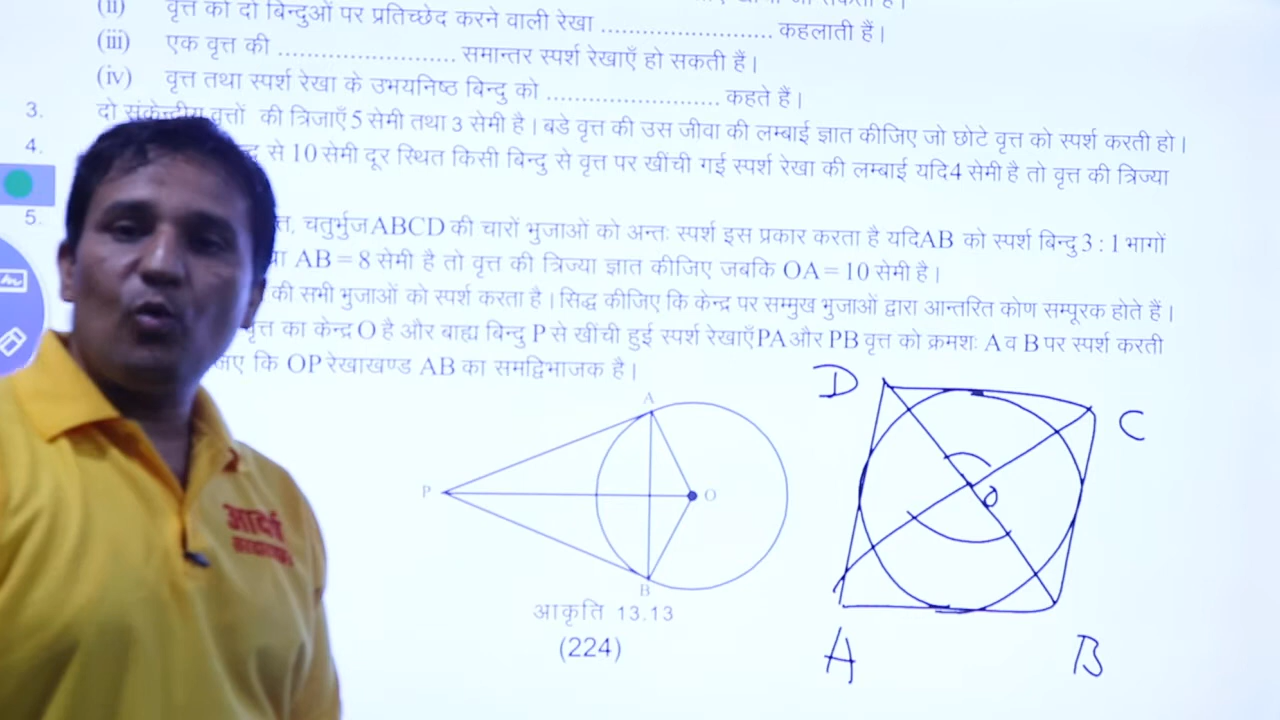 (ii) वृत्त को दो बिन्दुओं पर प्रतिच्छेद करने वाली रेखा ........................ कहलाती हैं।
(iii) एक वृत्त की ........................ समान्तर स्पर्श रेखाएँ हो सकती हैं।
(iv) वृत्त तथा स्पर्श रेखा के उभयनिष्ठ बिन्दु को ........................ कहते हैं।
3. दो संकेन्द्रीय वृत्तों की त्रिजाएँ 5 सेमी तथा 3 सेमी है। बडे वृत्त की उस जीवा की लम्बाई ज्ञात कीजिए जो छोटे वृत्त को स्पर्श करती हो।
4. से 10 सेमी दूर स्थित किसी बिन्दु से वृत्त पर खींची गई स्पर्श रेखा की लम्बाई यदि 4 सेमी है तो वृत्त की त्रिज्या
5. चतुर्भुज ABCD की चारों भुजाओं को अन्तः स्पर्श इस प्रकार करता है यदि AB को स्पर्श बिन्दु 3 : 1 भागों
AB = 8 सेमी है तो वृत्त की त्रिज्या ज्ञात कीजिए जबकि OA = 10 सेमी है।
की सभी भुजाओं को स्पर्श करता है। सिद्ध कीजिए कि केन्द्र पर सम्मुख भुजाओं द्वारा आन्तरित कोण सम्पूरक होते हैं।
वृत्त का केन्द्र O है और बाह्य बिन्दु P से खींची हुई स्पर्श रेखाएँ PA और PB वृत्त को क्रमशः A व B पर स्पर्श करती
कि OP रेखाखण्ड AB का समद्विभाजक है।
D
C
A
P
O
O
B
आकृति 13.13
(224)
A
B
आदर्श